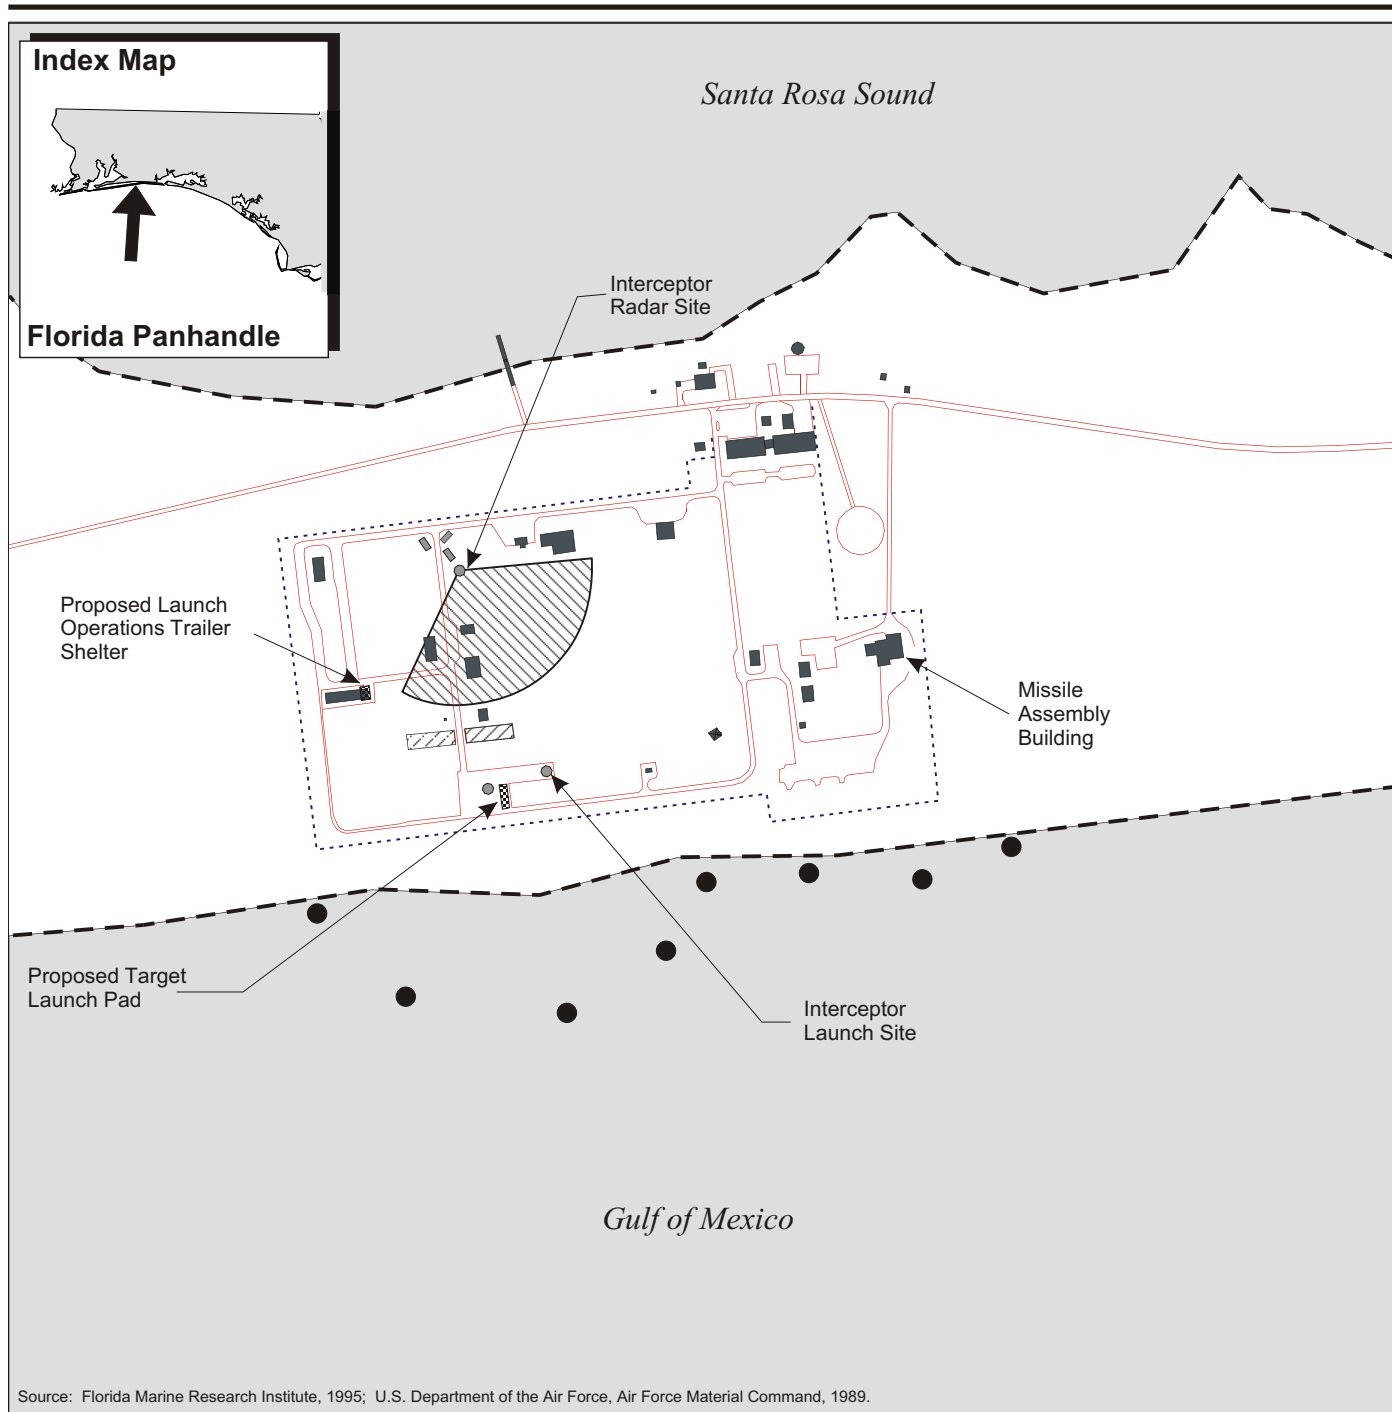 Index Map
Florida Panhandle
Santa Rosa Sound
Interceptor
Radar Site
Proposed Launch
Operations Trailer
Shelter
Missile
Assembly
Building
Proposed Target
Launch Pad
Interceptor
Launch Site
Gulf of Mexico
Source:  Florida Marine Research Institute, 1995;  U.S. Department of the Air Force, Air Force Material Command, 1989.